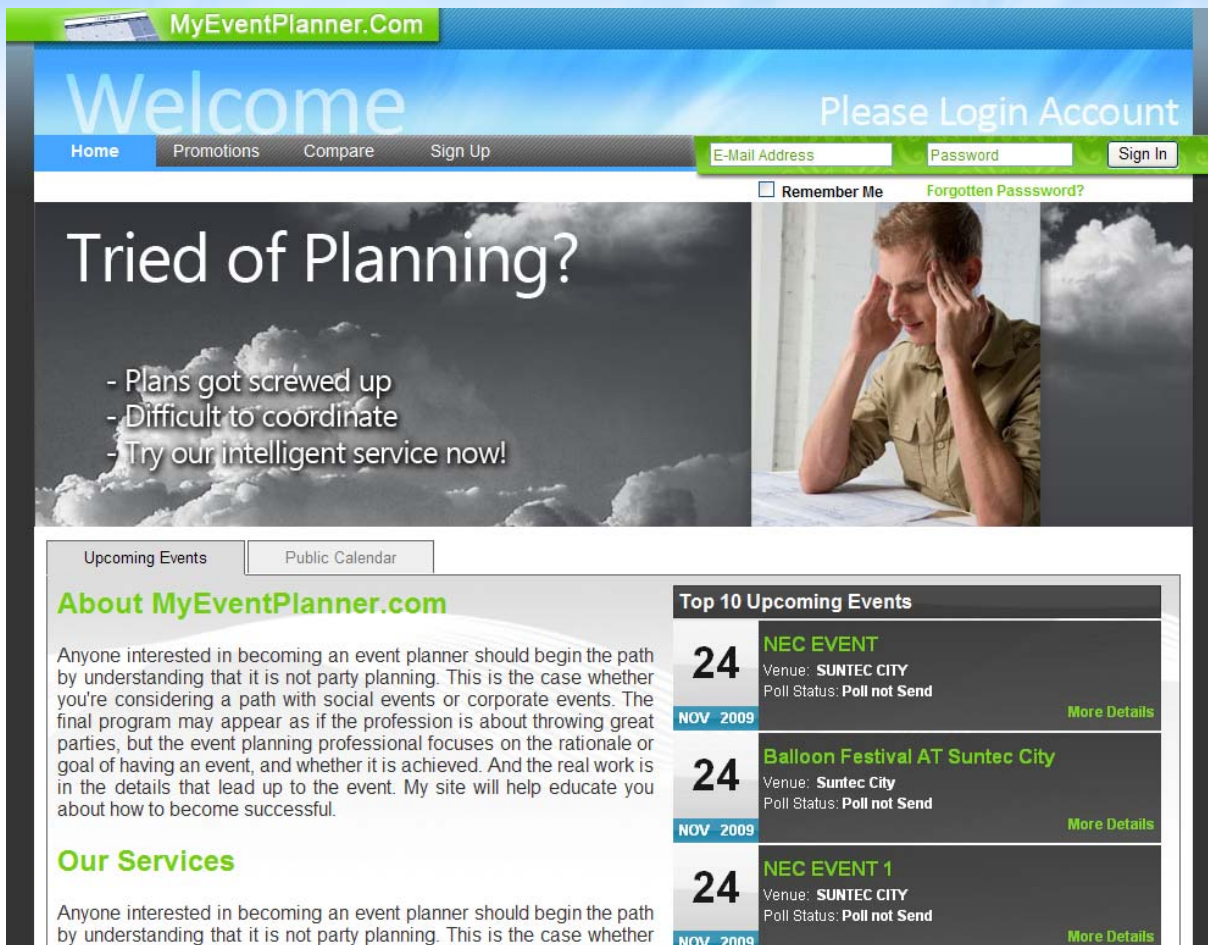 MyEventPlanner.Com
Welcome
Please Login Account
Home Promotions Compare Sign Up
E-Mail Address Password Sign In
Remember Me Forgotten Passsword?
Tried of Planning?
- Plans got screwed up
- Difficult to coordinate
- Try our intelligent service now!
Upcoming Events Public Calendar
About MyEventPlanner.com
Anyone interested in becoming an event planner should begin the path
by understanding that it is not party planning. This is the case whether
you're considering a path with social events or corporate events. The
final program may appear as if the profession is about throwing great
parties, but the event planning professional focuses on the rationale or
goal of having an event, and whether it is achieved. And the real work is
in the details that lead up to the event. My site will help educate you
about how to become successful.
Our Services
Anyone interested in becoming an event planner should begin the path
by understanding that it is not party planning. This is the case whether
Top 10 Upcoming Events
24
NOV 2009
NEC EVENT
Venue: SUNTEC CITY
Poll Status: Poll not Send
More Details
24
NOV 2009
Balloon Festival AT Suntec City
Venue: Suntec City
Poll Status: Poll not Send
More Details
24
NOV 2009
NEC EVENT 1
Venue: SUNTEC CITY
Poll Status: Poll not Send
More Details